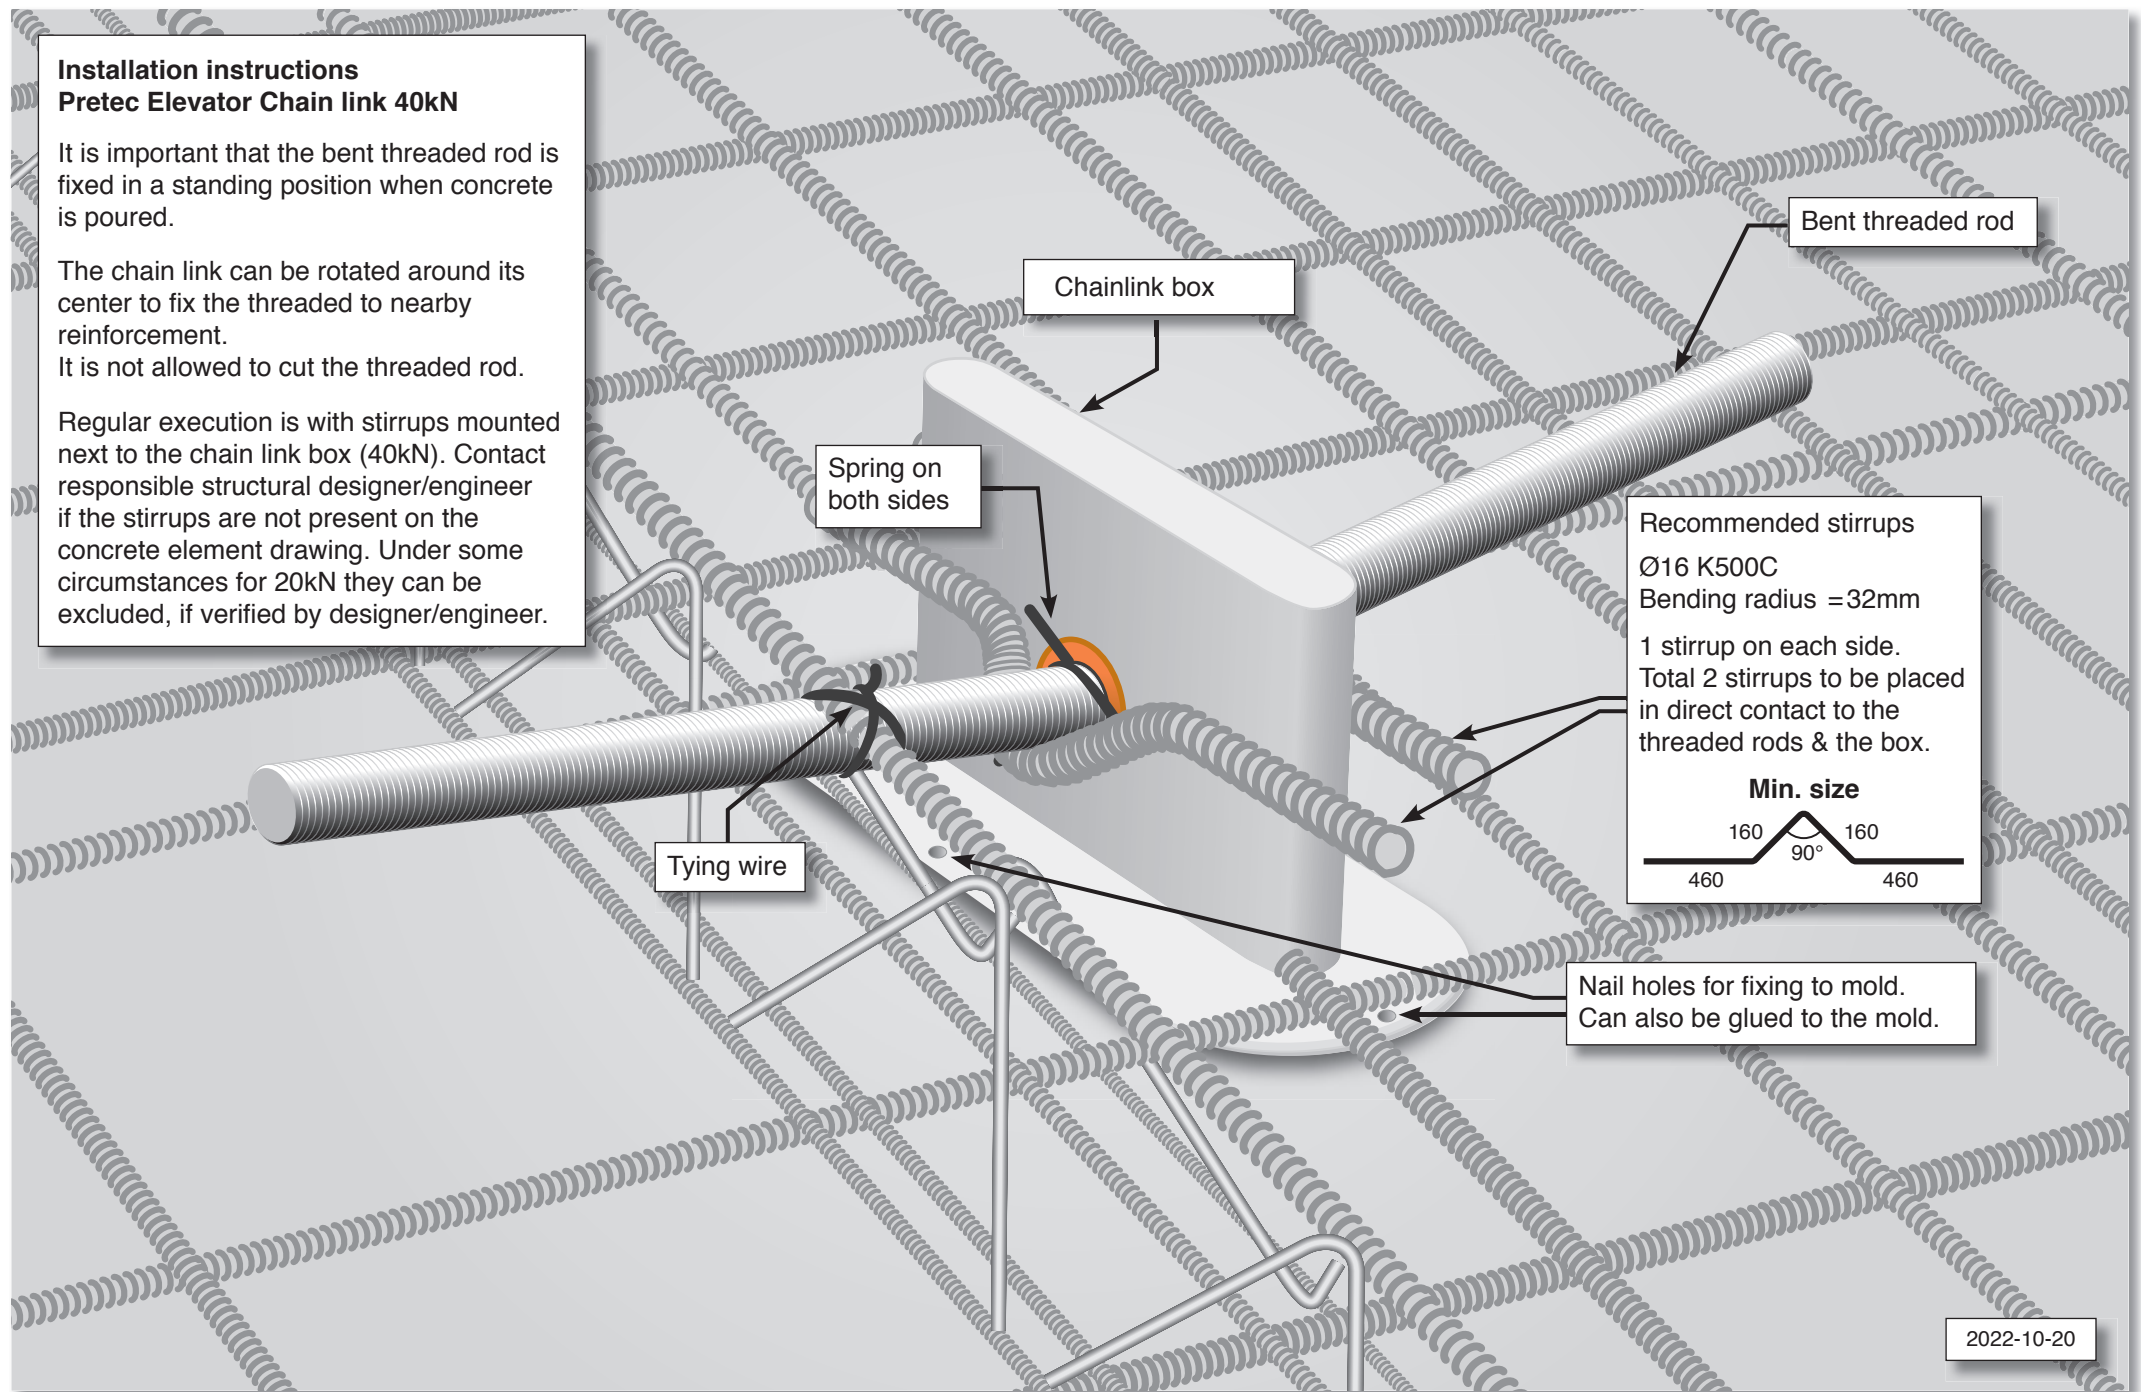 Installation instructions
Pretec Elevator Chain link 40kN
It is important that the bent threaded rod is
fixed in a standing position when concrete
is poured.
The chain link can be rotated around its
center to fix the threaded to nearby
reinforcement.
It is not allowed to cut the threaded rod.
Regular execution is with stirrups mounted
next to the chain link box (40kN). Contact
responsible structural designer/engineer
if the stirrups are not present on the
concrete element drawing. Under some
circumstances for 20kN they can be
excluded, if verified by designer/engineer.
Bent threaded rod
Chainlink box
Spring on
both sides
Recommended stirrups
Ø16 K500C
Bending radius =32mm
1 stirrup on each side.
Total 2 stirrups to be placed
in direct contact to the
threaded rods & the box.
Min. size
160 160
90°
460 460
Tying wire
Nail holes for fixing to mold.
Can also be glued to the mold.
2022-10-20